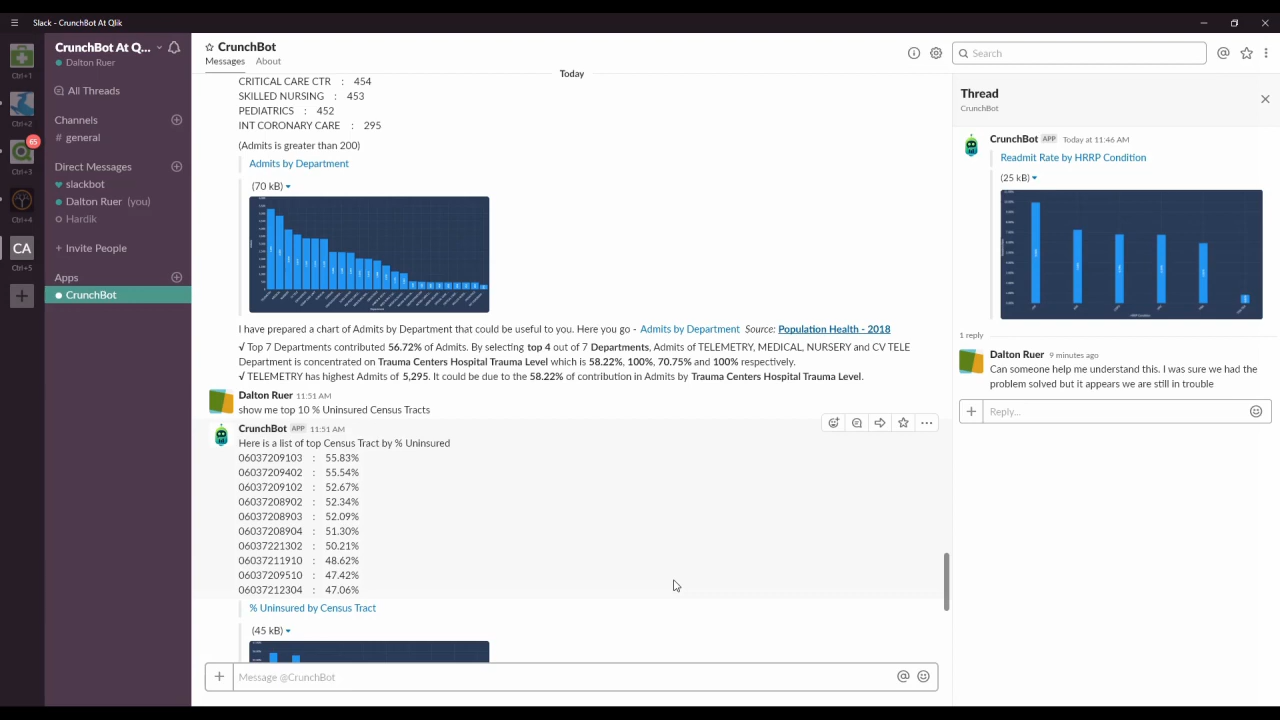 Slack - CrunchBot At Qlik
Ctrl+1
Ctrl+2
65
Ctrl+3
Ctrl+4
CA
Ctrl+5
CrunchBot At Q...
Dalton Ruer
All Threads
Channels
# general
Direct Messages
slackbot
Dalton Ruer (you)
Hardik
+ Invite People
Apps
CrunchBot
CrunchBot
Messages About
Search
Today
CRITICAL CARE CTR : 454
SKILLED NURSING : 453
PEDIATRICS : 452
INT CORONARY CARE : 295
(Admits is greater than 200)
Admits by Department
(70 kB)
I have prepared a chart of Admits by Department that could be useful to you. Here you go - Admits by Department Source: Population Health - 2018
√ Top 7 Departments contributed 56.72% of Admits. By selecting top 4 out of 7 Departments, Admits of TELEMETRY, MEDICAL, NURSERY and CV TELE
Department is concentrated on Trauma Centers Hospital Trauma Level which is 58.22%, 100%, 70.75% and 100% respectively.
√ TELEMETRY has highest Admits of 5,295. It could be due to the 58.22% of contribution in Admits by Trauma Centers Hospital Trauma Level.
Dalton Ruer 11:51 AM
show me top 10 % Uninsured Census Tracts
CrunchBot APP 11:51 AM
Here is a list of top Census Tract by % Uninsured
06037209103 : 55.83%
06037209402 : 55.54%
06037209102 : 52.67%
06037208902 : 52.34%
06037208903 : 52.09%
06037208904 : 51.30%
06037221302 : 50.21%
06037211910 : 48.62%
06037209510 : 47.42%
06037212304 : 47.06%
% Uninsured by Census Tract
(45 kB)
Message @CrunchBot
Thread
CrunchBot
CrunchBot APP Today at 11:46 AM
Readmit Rate by HRRP Condition
(25 kB)
1 reply
Dalton Ruer 9 minutes ago
Can someone help me understand this. I was sure we had the
problem solved but it appears we are still in trouble
Reply...